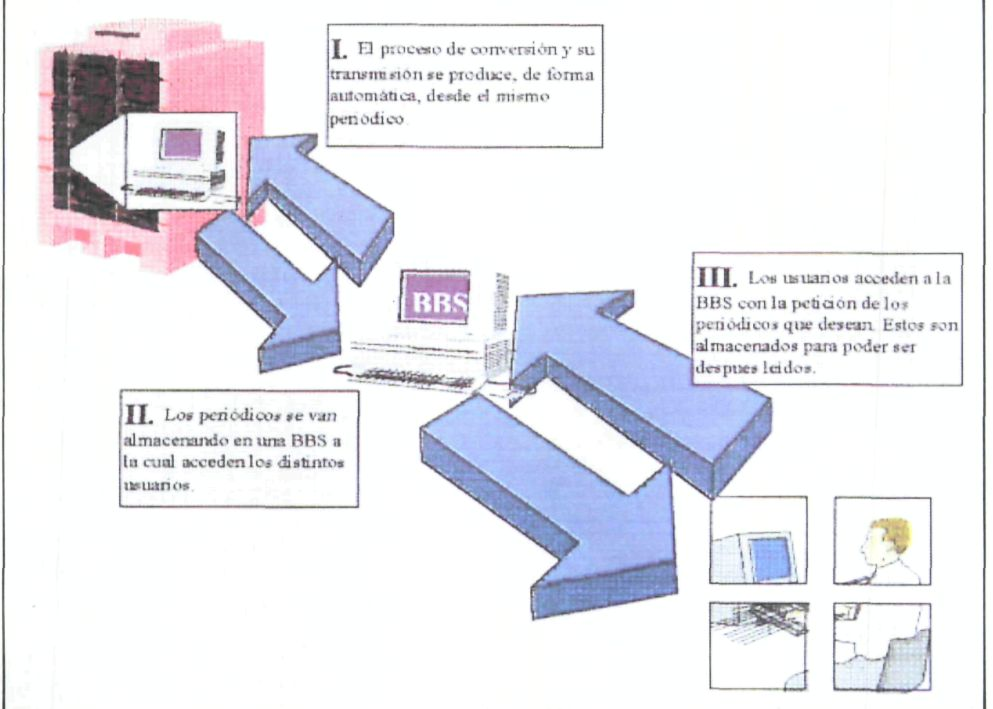 I. El proceso de conversión y su
transmisión se produce, de forma
automática, desde el mismo
periódico.
BBS
III. Los usuarios acceden a la
BBS con la petición de los
periódicos que desean. Estos son
almacenados para poder ser
despues leidos.
II. Los periódicos se van
almacenando en una BBS a
la cual acceden los distintos
usuarios.